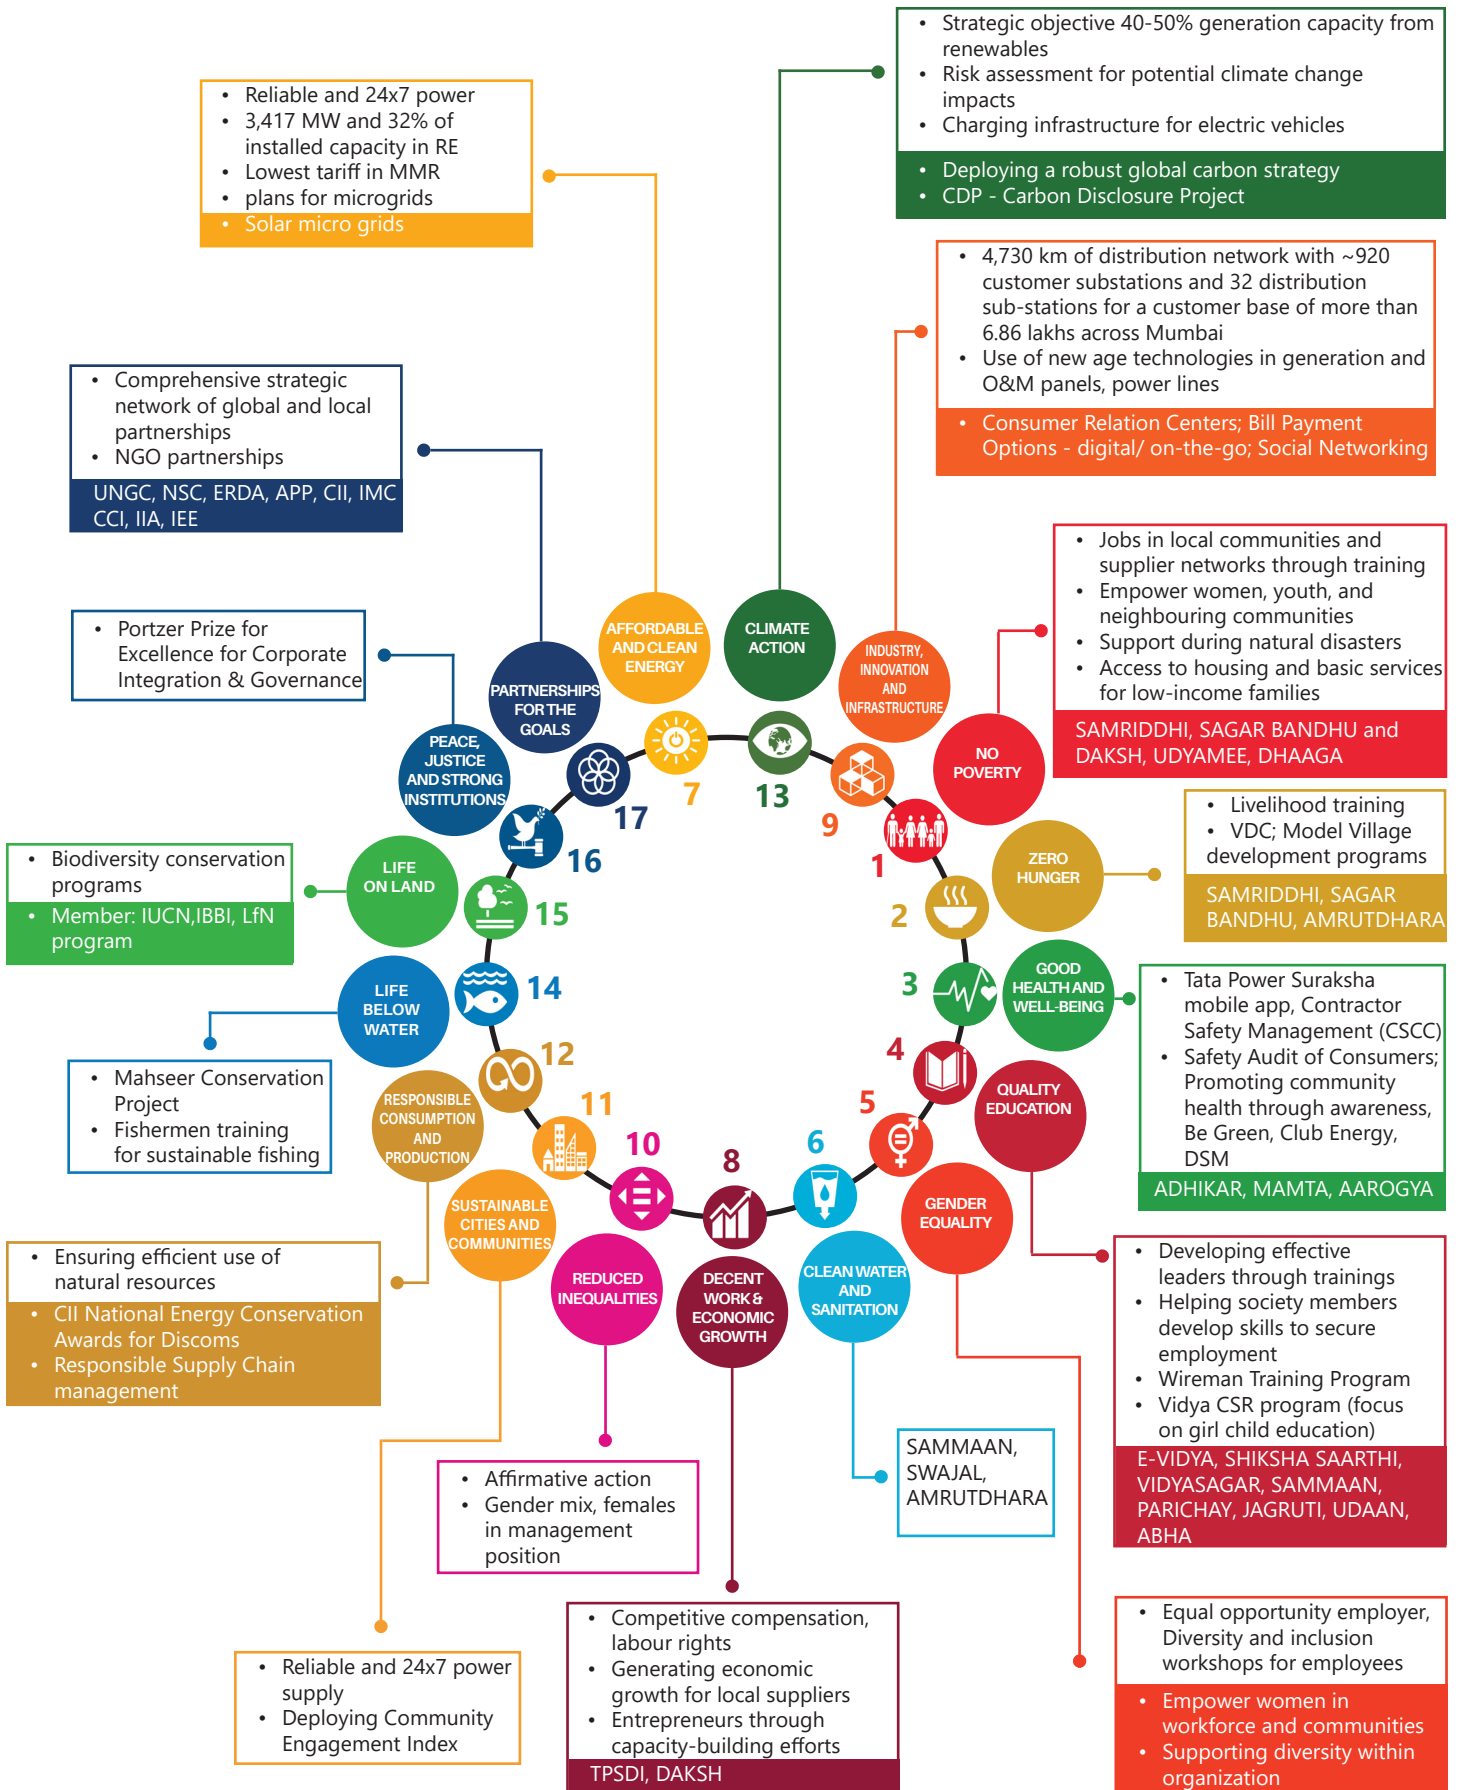 • Strategic objective 40-50% generation capacity from
renewables
• Risk assessment for potential climate change
impacts
• Charging infrastructure for electric vehicles
• Deploying a robust global carbon strategy
• CDP - Carbon Disclosure Project
• Reliable and 24x7 power
• 3,417 MW and 32% of
installed capacity in RE
• Lowest tariff in MMR
• plans for microgrids
• Solar micro grids
• 4,730 km of distribution network with ~920
customer substations and 32 distribution
sub-stations for a customer base of more than
6.86 lakhs across Mumbai
• Use of new age technologies in generation and
O&M panels, power lines
• Consumer Relation Centers; Bill Payment
Options - digital/ on-the-go; Social Networking
• Comprehensive strategic
network of global and local
partnerships
• NGO partnerships
UNGC, NSC, ERDA, APP, CII, IMC
CCI, IIA, IEE
• Jobs in local communities and
supplier networks through training
• Empower women, youth, and
neighbouring communities
• Support during natural disasters
• Access to housing and basic services
for low-income families
SAMRIDDHI, SAGAR BANDHU and
DAKSH, UDYAMEE, DHAAGA
• Portzer Prize for
Excellence for Corporate
Integration & Governance
AFFORDABLE
AND CLEAN
ENERGY
CLIMATE
ACTION
INDUSTRY,
INNOVATION
AND
INFRASTRUCTURE
PARTNERSHIPS
FOR THE
GOALS
PEACE,
JUSTICE
AND STRONG
INSTITUTIONS
NO
POVERTY
17
7
13
9
16
1
• Livelihood training
• VDC; Model Village
development programs
SAMRIDDHI, SAGAR
BANDHU, AMRUTDHARA
• Biodiversity conservation
programs
• Member: IUCN,IBBI, LfN
program
LIFE
ON LAND
ZERO
HUNGER
15
2
LIFE
BELOW
WATER
14
3
GOOD
HEALTH AND
WELL-BEING
• Tata Power Suraksha
mobile app, Contractor
Safety Management (CSCC)
• Safety Audit of Consumers;
Promoting community
health through awareness,
Be Green, Club Energy,
DSM
ADHIKAR, MAMTA, AAROGYA
• Mahseer Conservation
Project
• Fishermen training
for sustainable fishing
12
4
RESPONSIBLE
CONSUMPTION
AND
PRODUCTION
QUALITY
EDUCATION
11
5
10
8
6
SUSTAINABLE
CITIES AND
COMMUNITIES
GENDER
EQUALITY
REDUCED
INEQUALITIES
DECENT
WORK &
ECONOMIC
GROWTH
CLEAN WATER
AND
SANITATION
• Ensuring efficient use of
natural resources
• CII National Energy Conservation
Awards for Discoms
• Responsible Supply Chain
management
• Developing effective
leaders through trainings
• Helping society members
develop skills to secure
employment
• Wireman Training Program
• Vidya CSR program (focus
on girl child education)
E-VIDYA, SHIKSHA SAARTHI,
VIDYASAGAR, SAMMAAN,
PARICHAY, JAGRUTI, UDAAN,
ABHA
SAMMAAN,
SWAJAL,
AMRUTDHARA
• Affirmative action
• Gender mix, females
in management
position
• Competitive compensation,
labour rights
• Generating economic
growth for local suppliers
• Entrepreneurs through
capacity-building efforts
TPSDI, DAKSH
• Reliable and 24x7 power
supply
• Deploying Community
Engagement Index
• Equal opportunity employer,
Diversity and inclusion
workshops for employees
• Empower women in
workforce and communities
• Supporting diversity within
organization